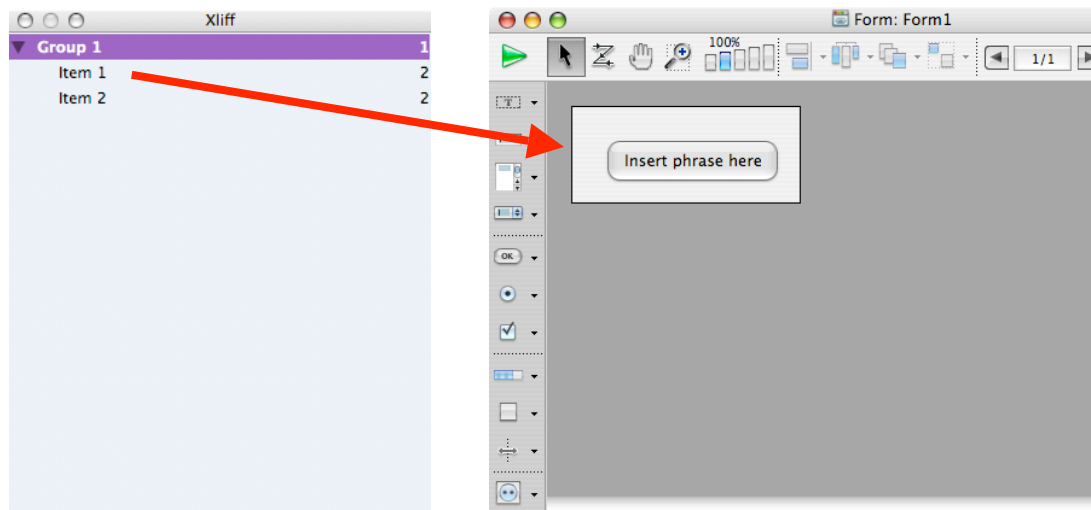 Xliff
Group 1 1
Item 1 2
Item 2 2
Form: Form1
100%
1/1
T
Insert phrase here
OK